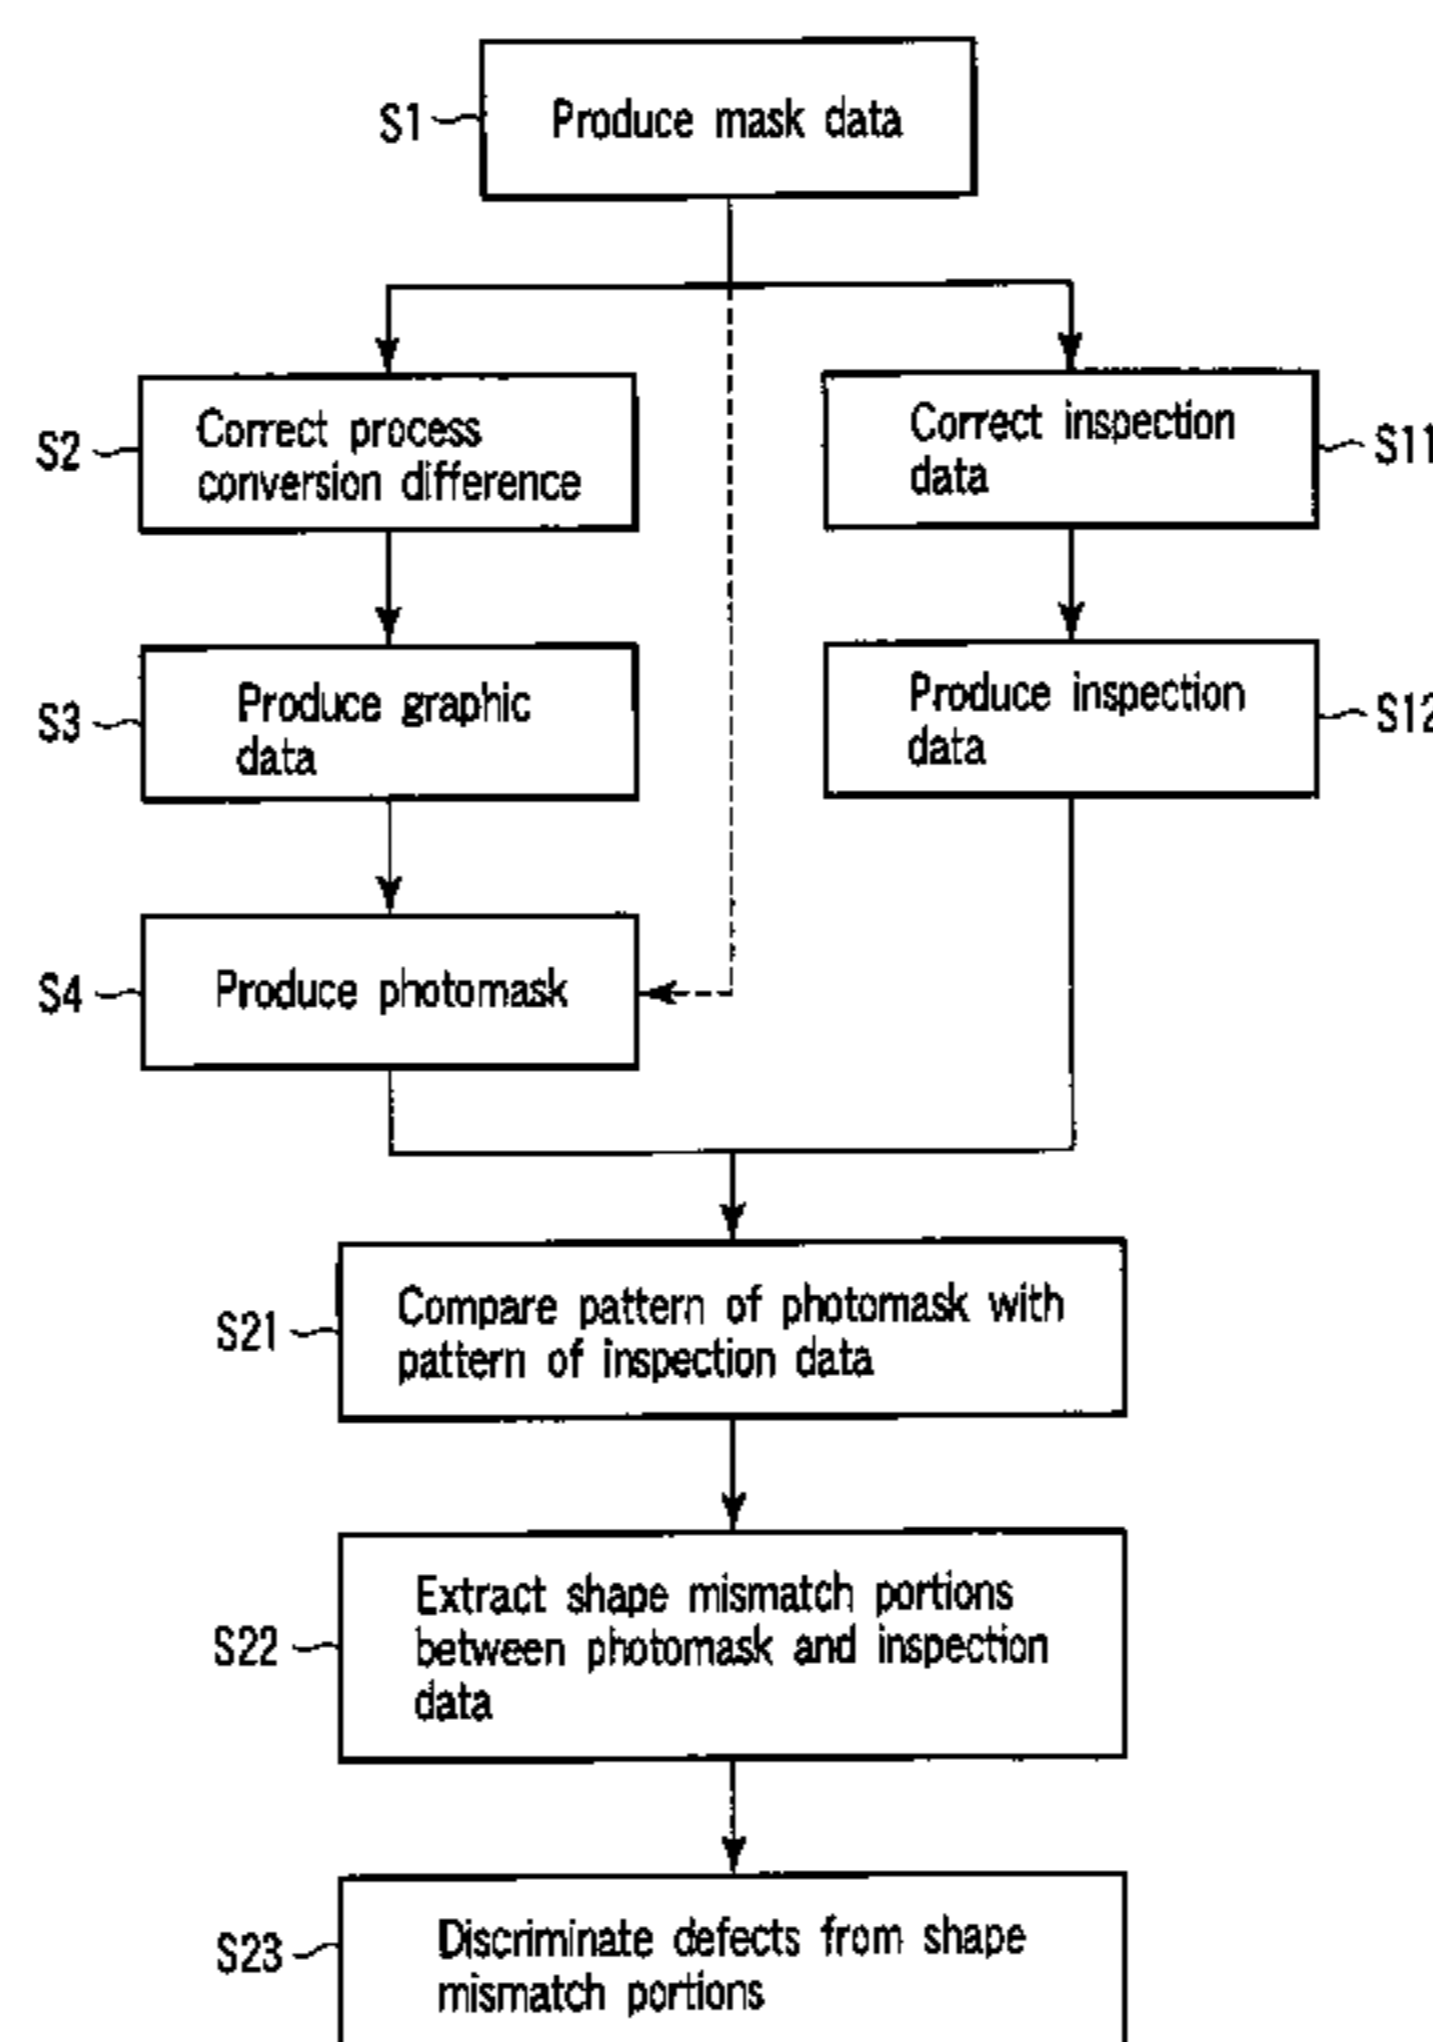 S1
Produce mask data
S2
Correct process
conversion difference
Correct inspection
data
S11
S3
Produce graphic
data
Produce inspection
data
S12
S4
Produce photomask
S21
Compare pattern of photomask with
pattern of inspection data
S22
Extract shape mismatch portions
between photomask and inspection
data
S23
Discriminate defects from shape
mismatch portions